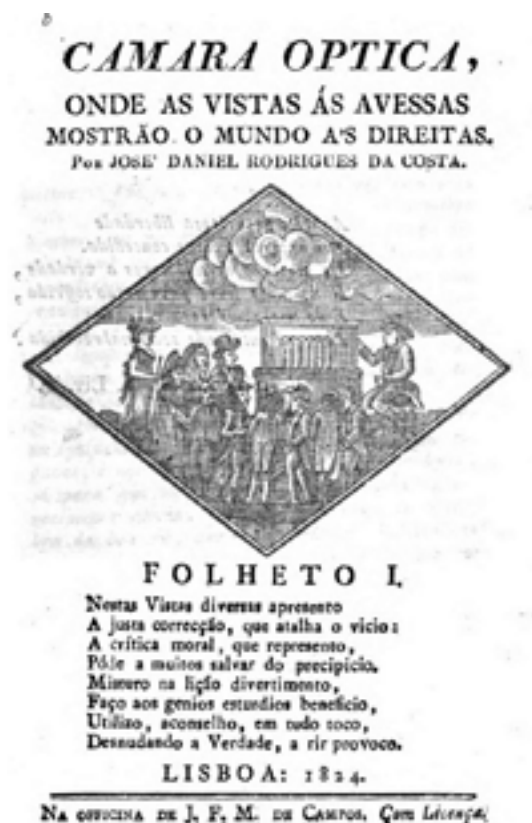 CAMARA OPTICA,
ONDE AS VISTAS ÁS AVESSAS
MOSTRÃO O MUNDO A'S DIREITAS.
POR JOSE' DANIEL RODRIGUES DA COSTA.
FOLHETO I.
Nestas Vistas diversas apresento
A justa correcção, que atalha o vicio:
A crítica moral, que represento,
Póde a muitos salvar do precipicio.
Misturo na lição divertimento,
Faço aos genios esturdios beneficio,
Utilizo, aconselho, em tudo toco,
Desnudando a Verdade, a rir provoco.
LISBOA: 1824.
NA OFFICINA DE J. F. M. DE CAMPOS. Com Licença.